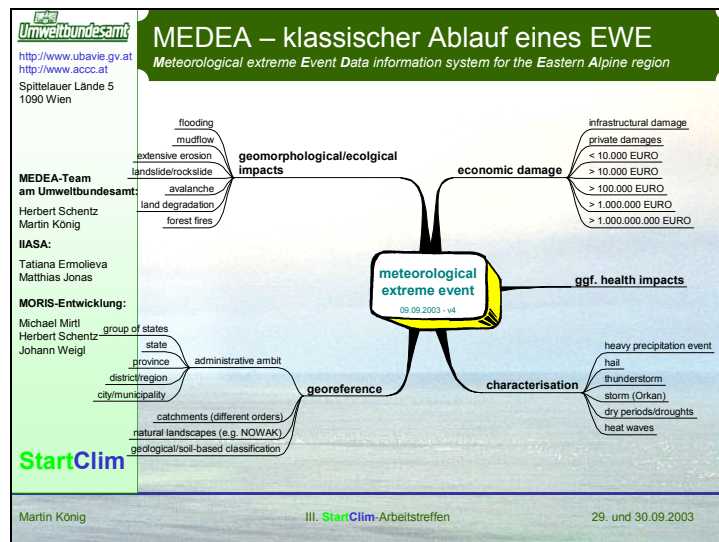 Umweltbundesamt
http://www.ubavie.gv.at
http://www.accc.at
Spittelauer Lände 5
1090 Wien
MEDEA-Team
am Umweltbundesamt:
Herbert Schentz
Martin König
IIASA:
Tatiana Ermolieva
Matthias Jonas
MORIS-Entwicklung:
Michael Mirtl
Herbert Schentz
Johann Weigl
StartClim
MEDEA – klassischer Ablauf eines EWE
Meteorological extreme Event Data information system for the Eastern Alpine region
flooding
mudflow
extensive erosion
landslide/rockslide
avalanche
land degradation
forest fires
geomorphological/ecolgical
impacts
economic damage
infrastructural damage
private damages
< 10.000 EURO
> 10.000 EURO
> 100.000 EURO
> 1.000.000 EURO
> 1.000.000.000 EURO
meteorological
extreme event
09.09.2003 - v4
ggf. health impacts
group of states
state
province
district/region
city/municipality
administrative ambit
georeference
catchments (different orders)
natural landscapes (e.g. NOWAK)
geological/soil-based classification
characterisation
heavy precipitation event
hail
thunderstorm
storm (Orkan)
dry periods/droughts
heat waves
Martin König
III. StartClim-Arbeitstreffen
29. und 30.09.2003